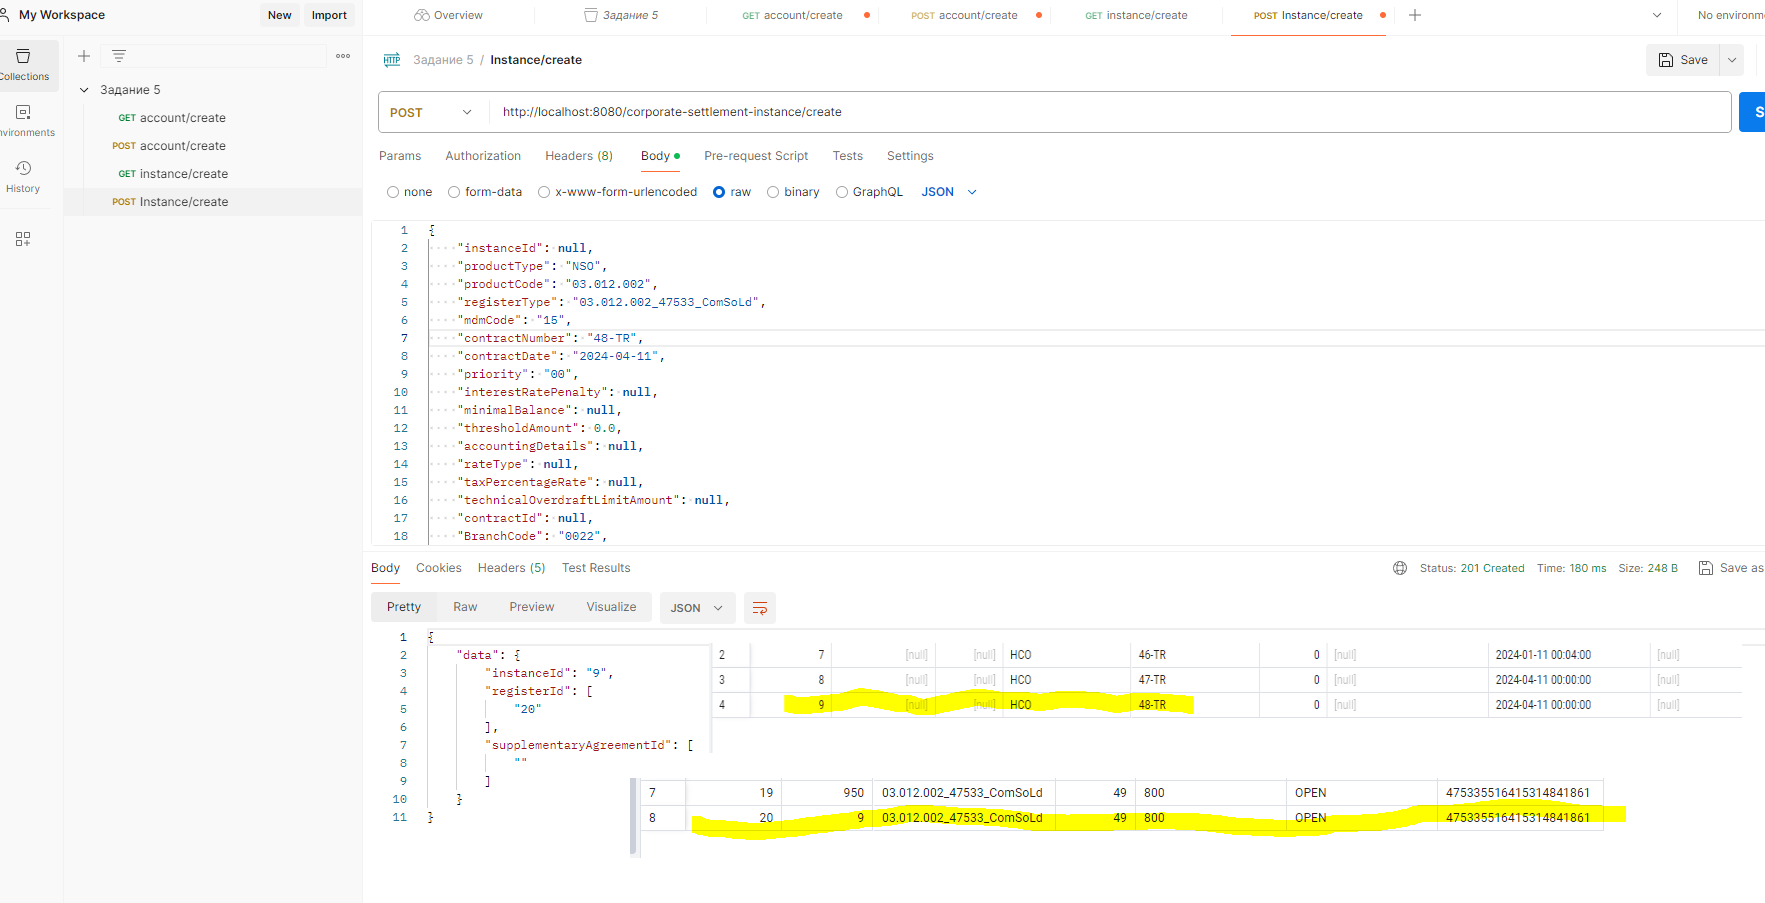 My Workspace
New
Import
Overview
Задание 5
GET account/create
POST account/create
GET instance/create
POST Instance/create
No environm
Collections
nvironments
History
Задание 5
GET account/create
POST account/create
GET instance/create
POST Instance/create
HTTP
Задание 5 / Instance/create
Save
POST
http://localhost:8080/corporate-settlement-instance/create
S
Params
Authorization
Headers (8)
Body
Pre-request Script
Tests
Settings
none
form-data
x-www-form-urlencoded
raw
binary
GraphQL
JSON
1 {
2 "instanceId": null,
3 "productType": "NSO",
4 "productCode": "03.012.002",
5 "registerType": "03.012.002_47533_ComSoLd",
6 "mdmCode": "15",
7 "contractNumber": "48-TR",
8 "contractDate": "2024-04-11",
9 "priority": "00",
10 "interestRatePenalty": null,
11 "minimalBalance": null,
12 "thresholdAmount": 0.0,
13 "accountingDetails": null,
14 "rateType": null,
15 "taxPercentageRate": null,
16 "technicalOverdraftLimitAmount": null,
17 "contractId": null,
18 "BranchCode": "0022",
Body
Cookies
Headers (5)
Test Results
Status: 201 Created
Time: 180 ms
Size: 248 B
Save as
Pretty
Raw
Preview
Visualize
JSON
1 {
2 "data": {
3 "instanceId": "9",
4 "registerId": [
5 "20"
6 ],
7 "supplementaryAgreementId": [
8 ""
9 ]
10 }
11 }
2 7 [null] [null] НСО 46-TR 0 [null] 2024-01-11 00:04:00 [null]
3 8 [null] [null] НСО 47-TR 0 [null] 2024-04-11 00:00:00 [null]
4 9 [null] [null] НСО 48-TR 0 [null] 2024-04-11 00:00:00 [null]
7 19 950 03.012.002_47533_ComSoLd 49 800 OPEN 475335516415314841861
8 20 9 03.012.002_47533_ComSoLd 49 800 OPEN 475335516415314841861